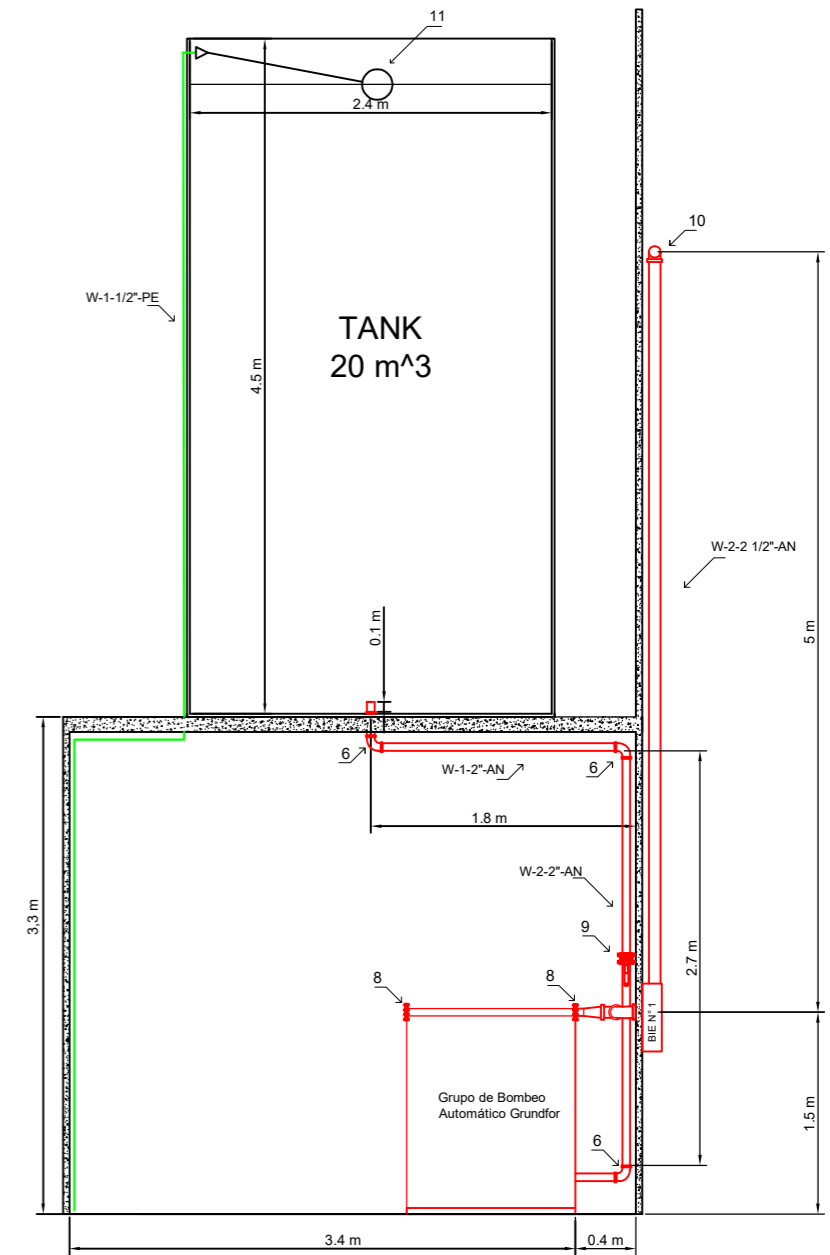 11
2.4 m
10
W-1-1/2"-PE
TANK
20 m^3
4.5 m
W-2-2 1/2"-AN
5 m
0.1 m
6
W-1-2"-AN
6
1.8 m
W-2-2"-AN
3,3 m
9
2.7 m
8
8
BIE N°1
Grupo de Bombeo
Automático Grundfor
1.5 m
6
3.4 m
0.4 m